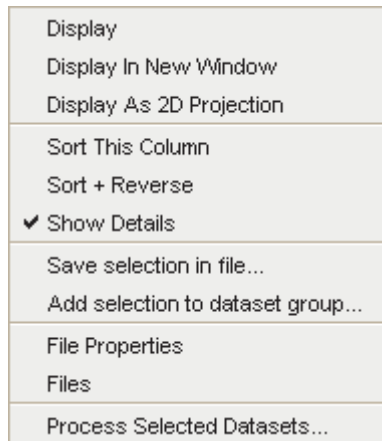 Display
Display In New Window
Display As 2D Projection
Sort This Column
Sort + Reverse
Show Details
Save selection in file...
Add selection to dataset group...
File Properties
Files
Process Selected Datasets...